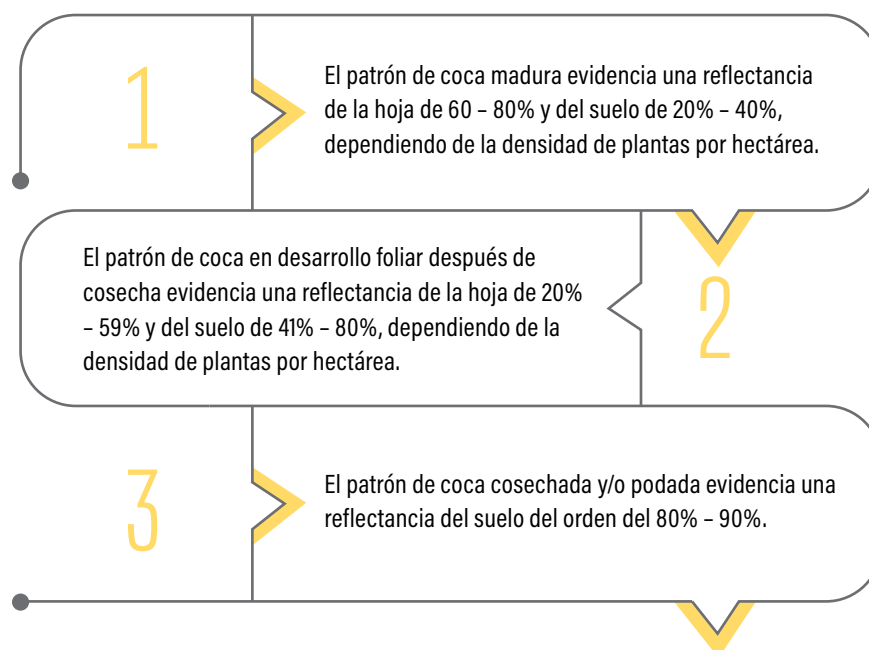 1
El patrón de coca madura evidencia una reflectancia
de la hoja de 60 – 80% y del suelo de 20% – 40%,
dependiendo de la densidad de plantas por hectárea.
El patrón de coca en desarrollo foliar después de
cosecha evidencia una reflectancia de la hoja de 20%
– 59% y del suelo de 41% – 80%, dependiendo de la
densidad de plantas por hectárea.
2
3
El patrón de coca cosechada y/o podada evidencia una
reflectancia del suelo del orden del 80% – 90%.